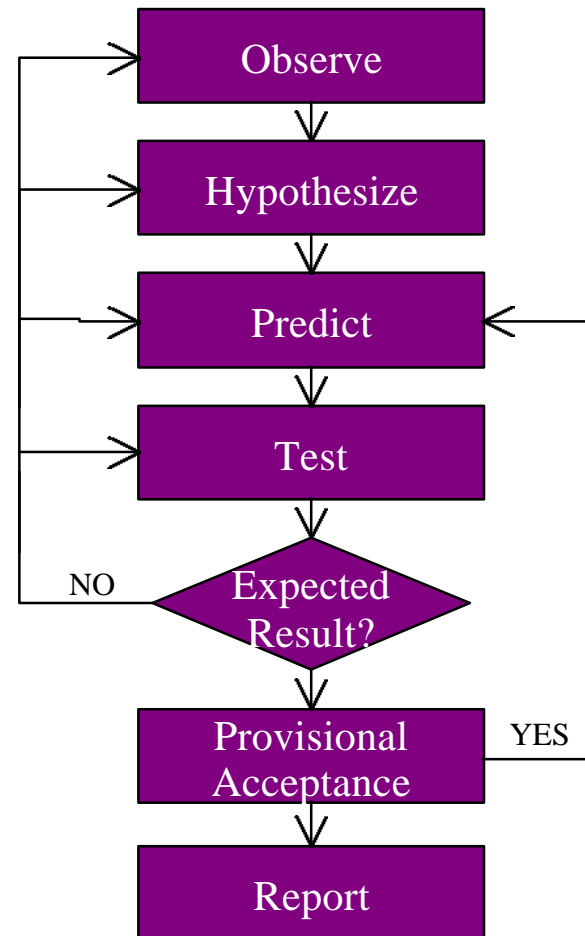 Observe
Hypothesize
Predict
Test
NO
Expected
Result?
Provisional
Acceptance
YES
Report